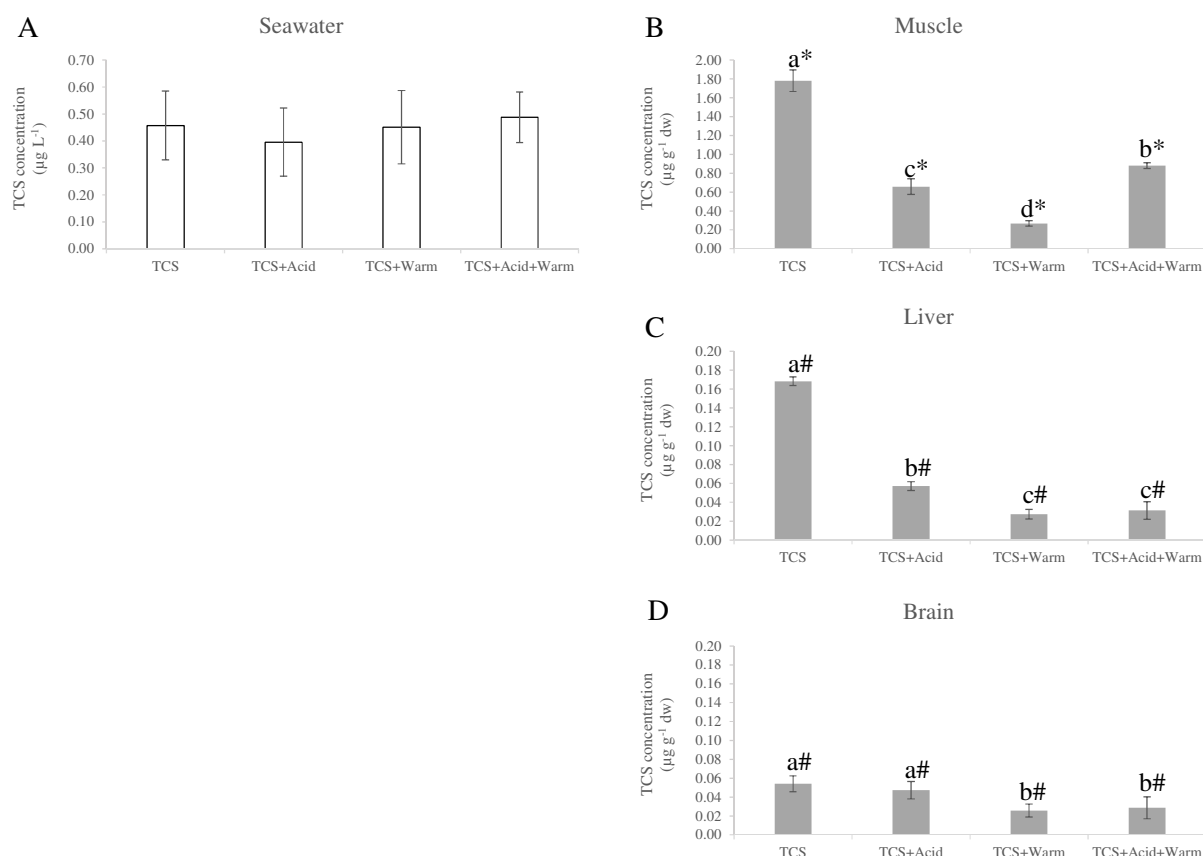 A
Seawater
TCS concentration
(µg L-1)
0.70
0.60
0.50
0.40
0.30
0.20
0.10
0.00
TCS
TCS+Acid
TCS+Warm
TCS+Acid+Warm
B
Muscle
TCS concentration
(µg g-1 dw)
2.00
1.80
1.60
1.40
1.20
1.00
0.80
0.60
0.40
0.20
0.00
a*
c*
d*
b*
TCS
TCS+Acid
TCS+Warm
TCS+Acid+Warm
C
Liver
TCS concentration
(µg g-1 dw)
0.20
0.18
0.16
0.14
0.12
0.10
0.08
0.06
0.04
0.02
0.00
a#
b#
c#
c#
TCS
TCS+Acid
TCS+Warm
TCS+Acid+Warm
D
Brain
TCS concentration
(µg g-1 dw)
0.20
0.18
0.16
0.14
0.12
0.10
0.08
0.06
0.04
0.02
0.00
a#
a#
b#
b#
TCS
TCS+Acid
TCS+Warm
TCS+Acid+Warm